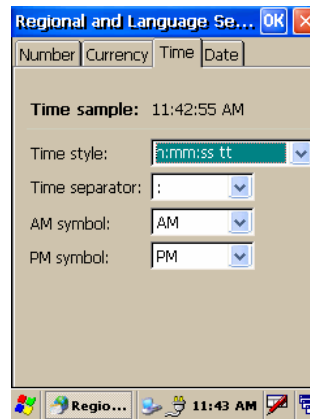 Regional and Language Se... OK
Number Currency Time Date
Time sample: 11:42:55 AM
Time style: h:mm:ss tt
Time separator: :
AM symbol: AM
PM symbol: PM
Regio... 11:43 AM